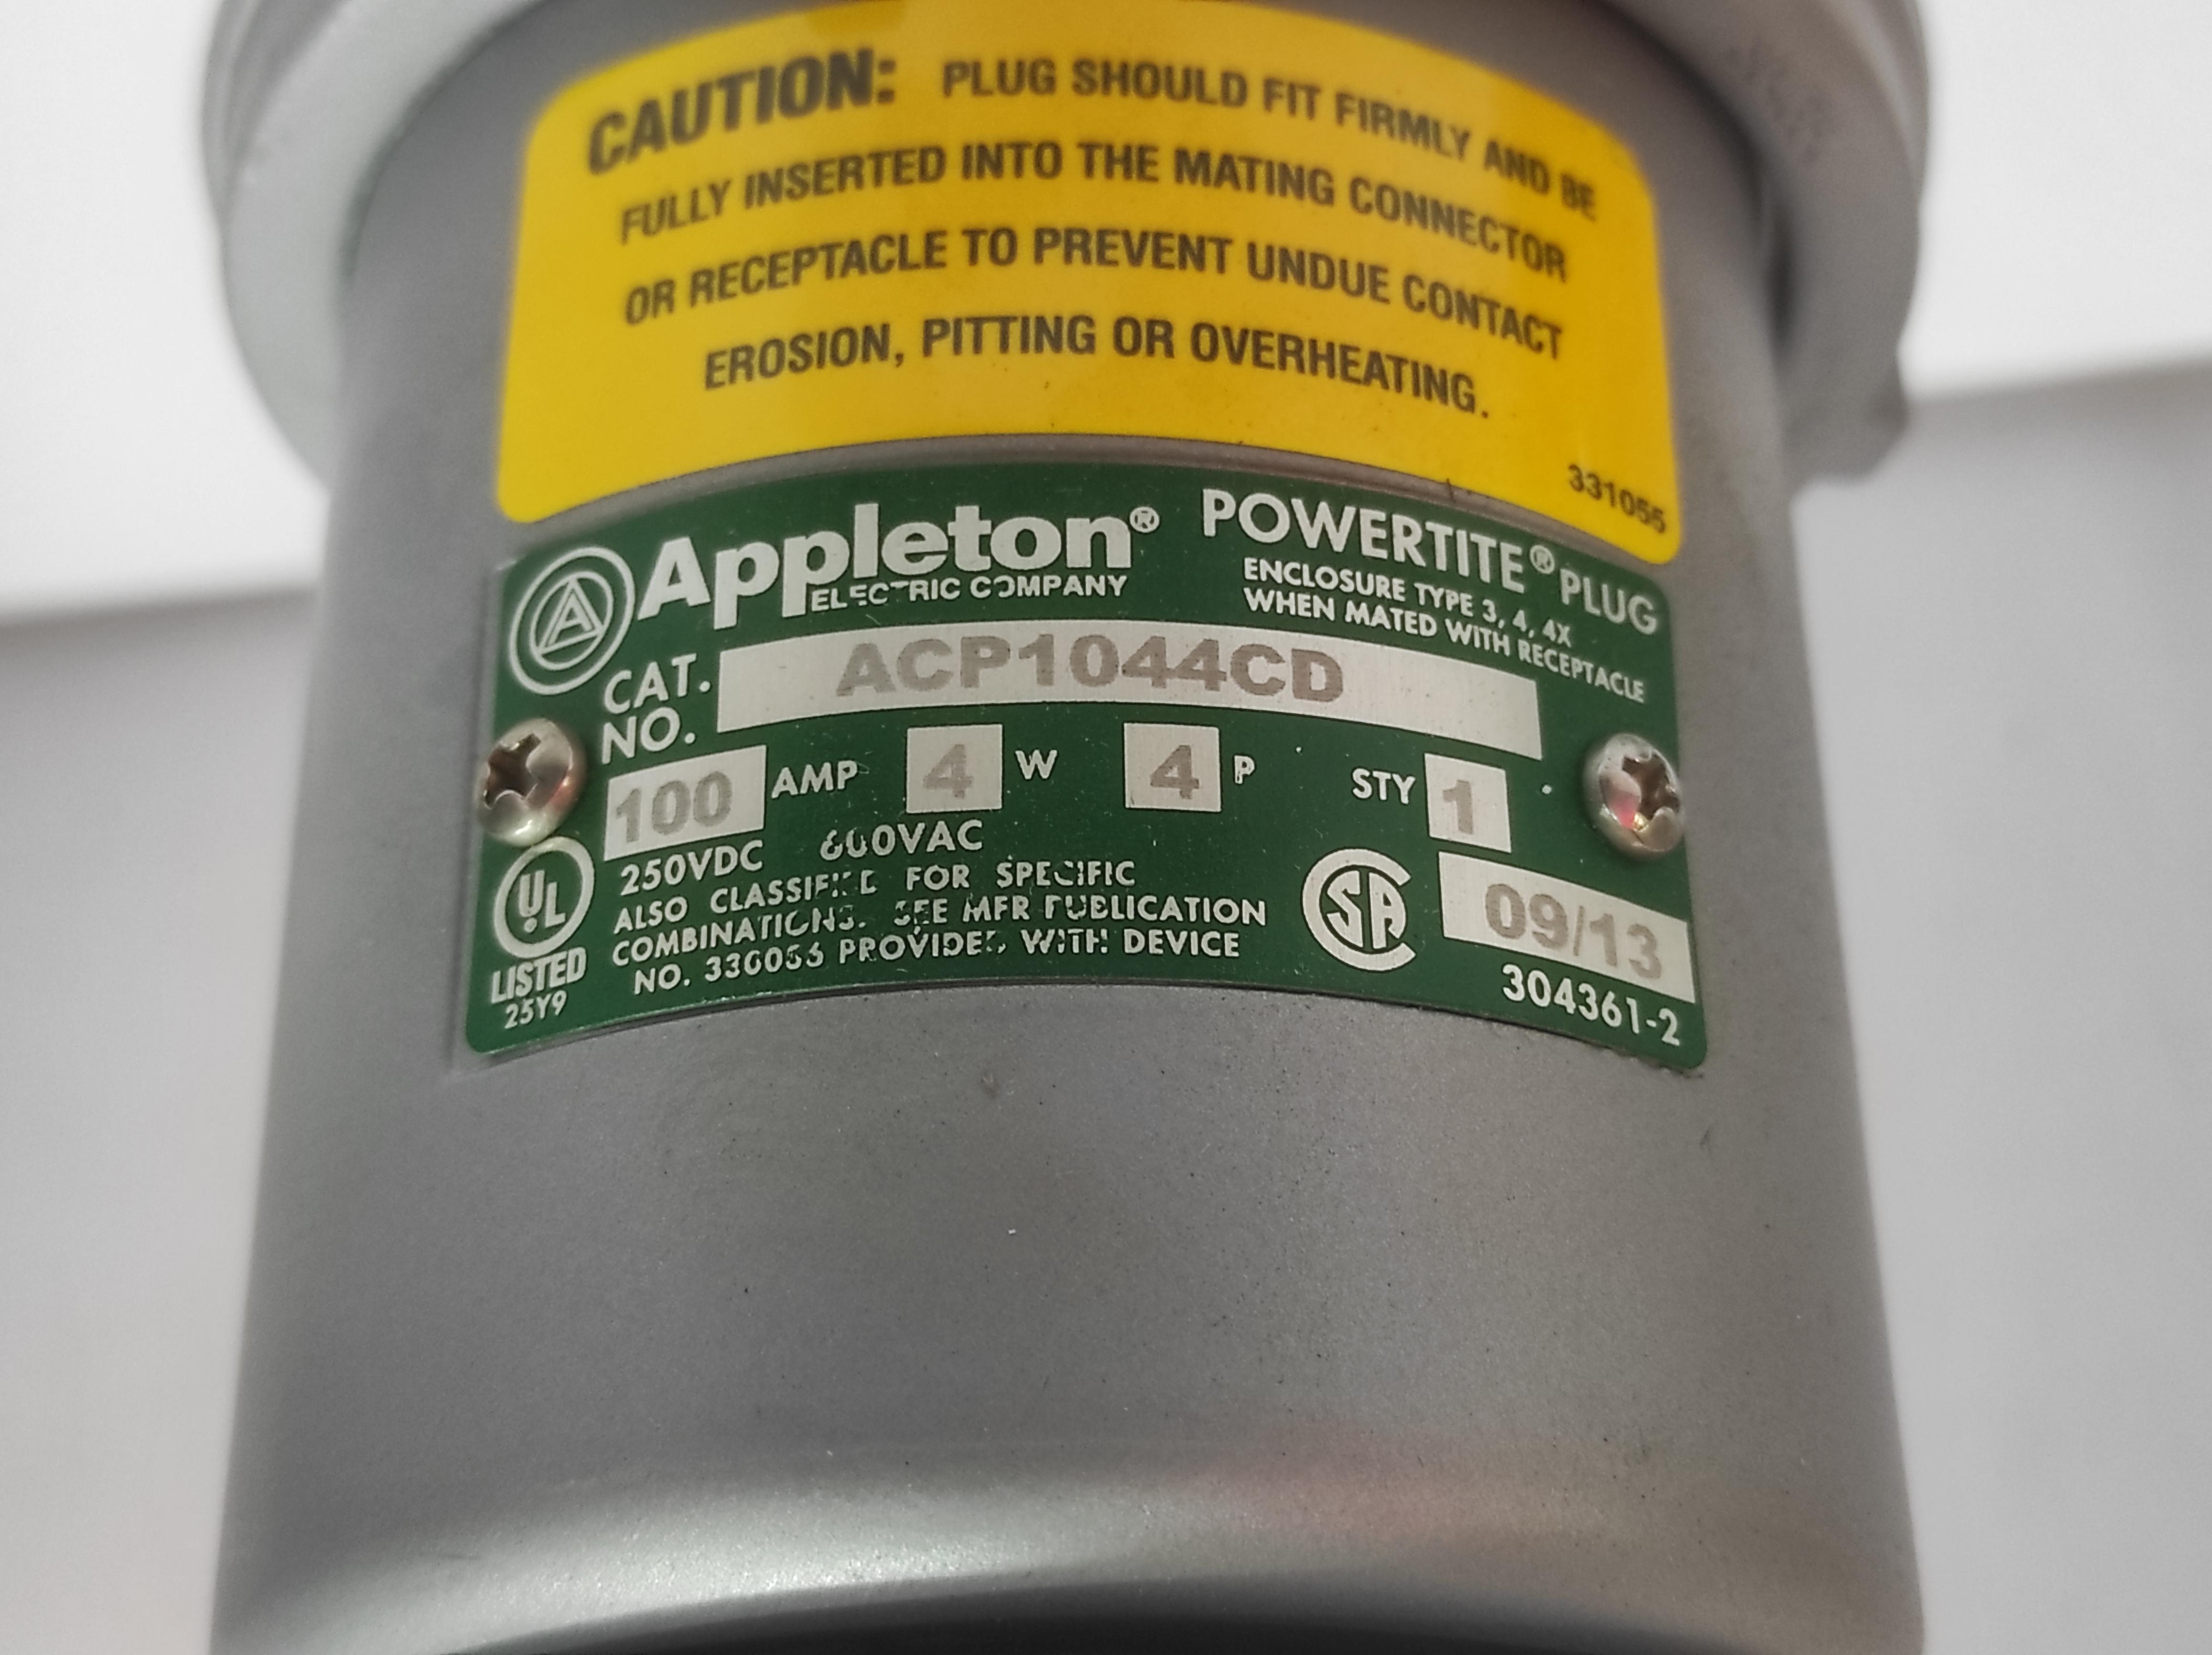 CAUTION: PLUG SHOULD FIT FIRMLY AND BE
FULLY INSERTED INTO THE MATING CONNECTOR
OR RECEPTACLE TO PREVENT UNDUE CONTACT
EROSION, PITTING OR OVERHEATING.
331055
A Appleton®
ELECTRIC COMPANY
POWERTITE® PLUG
ENCLOSURE TYPE 3, 4, 4X
WHEN MATED WITH RECEPTACLE
CAT. NO. ACP1044CD
100 AMP 4 W 4 P STY 1
250VDC 600VAC
ALSO CLASSIFIED FOR SPECIFIC
COMBINATIONS. SEE MFR PUBLICATION
NO. PROVIDED WITH DEVICE
UL
LISTED
25Y9
CSA
09/13
304361-2